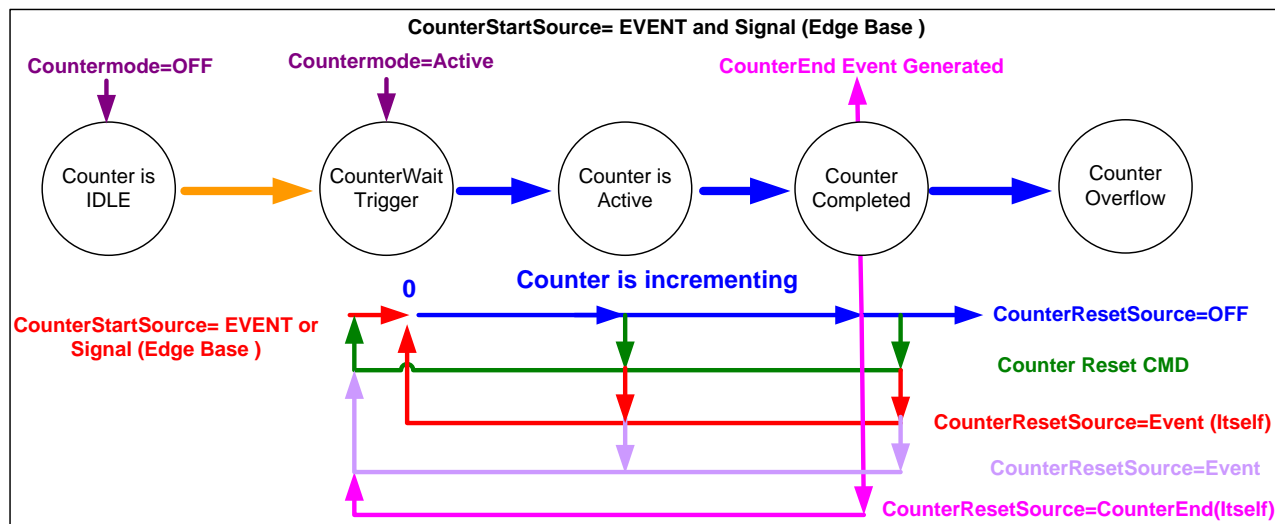 CounterStartSource= EVENT and Signal (Edge Base )
Countermode=OFF
Countermode=Active
CounterEnd Event Generated
Counter is
IDLE
CounterWait
Trigger
Counter is
Active
Counter
Completed
Counter
Overflow
0
Counter is incrementing
CounterStartSource= EVENT or
Signal (Edge Base )
CounterResetSource=OFF
Counter Reset CMD
CounterResetSource=Event (Itself)
CounterResetSource=Event
CounterResetSource=CounterEnd(Itself)